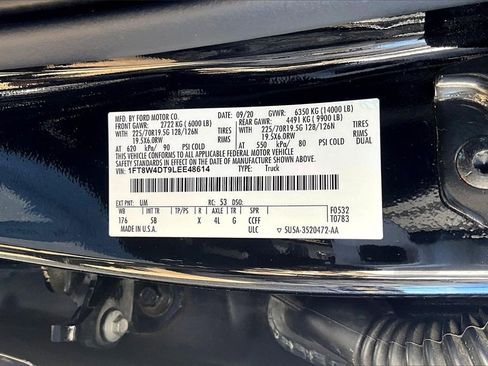 MFD. BY FORD MOTOR CO.
DATE: 09/20 GVWR: 6350 KG (14000 LB)
FRONT GAWR: 2722 KG (6000 LB) REAR GAWR: 4491 KG (9900 LB)
WITH 225/70R19.5G 128/126N TIRES WITH 225/70R19.5G 128/126N TIRES
19.5X6.0RW RIMS 19.5X6.0RW RIMS
AT 620 kPa/ 90 PSI COLD AT 550 kPa/ 80 PSI COLD DUAL
THIS VEHICLE CONFORMS TO ALL APPLICABLE FEDERAL MOTOR VEHICLE SAFETY
STANDARDS IN EFFECT ON THE DATE OF MANUFACTURE SHOWN ABOVE.
VIN: 1FT8W4DT9LEE48614 TYPE: Truck
EXT PNT: UM RC: 53 DSO: F0532
WB INT TR TP/PS R AXLE TR SPR T0783
176 5B X 4L G CCFF
MADE IN U.S.A. ULC ▽ 5U5A-3520472-AA